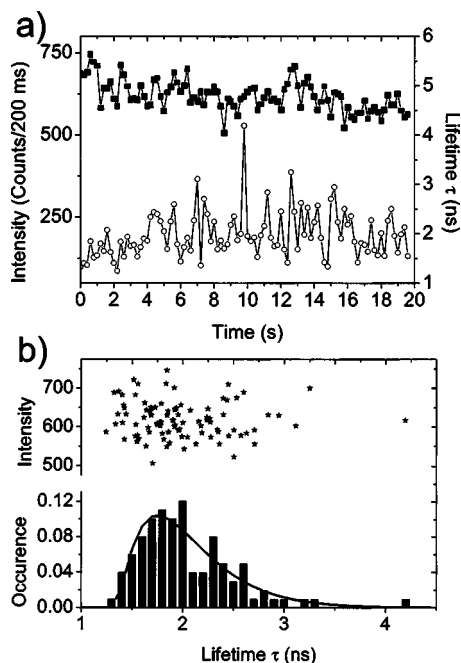 a)
750
500
250
Intensity (Counts/200 ms)
6
5
4
3
2
1
Lifetime τ (ns)
0 2 4 6 8 10 12 14 16 18 20
Time (s)
b)
700
600
500
Intensity
0.12
0.08
0.04
0.00
Occurence
1 2 3 4
Lifetime τ (ns)